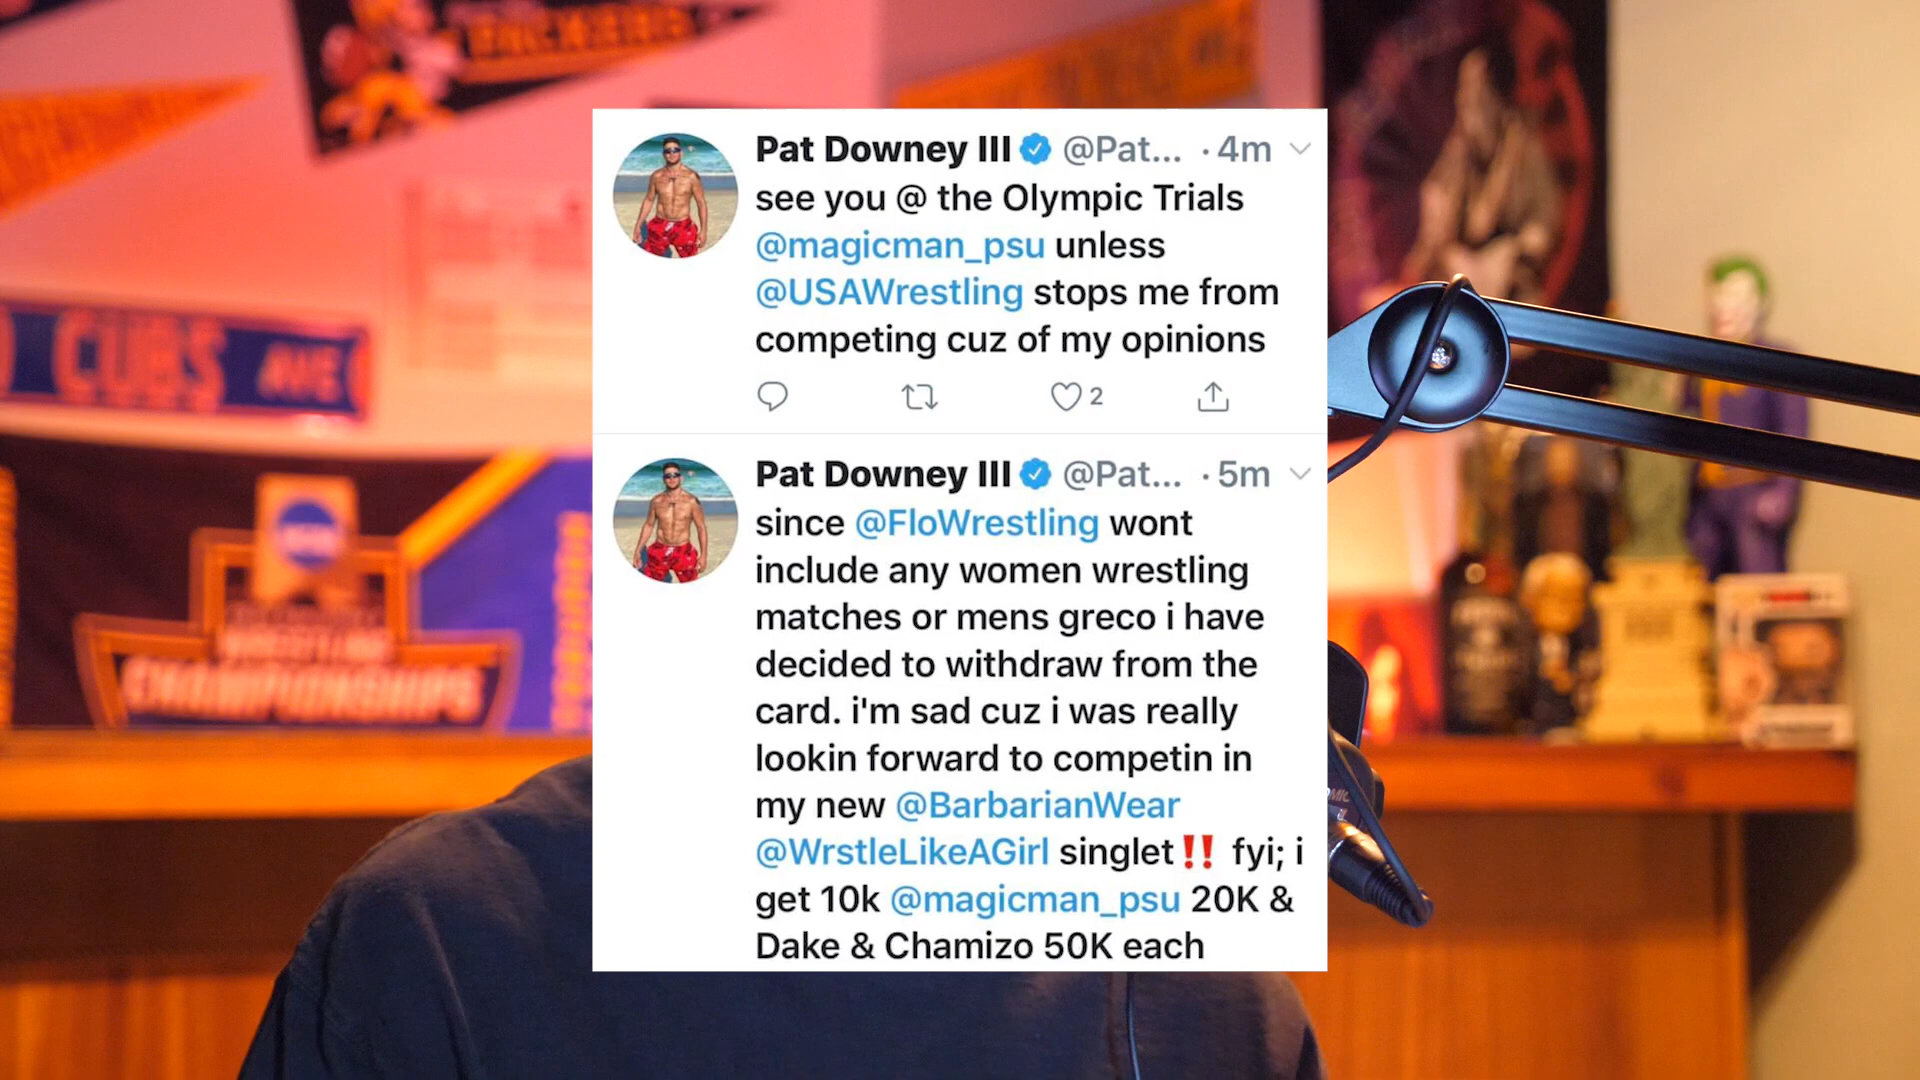 PACKERS
CUBS AVE
CHAMPIONSHIPS
Pat Downey III @Pat... · 4m
see you @ the Olympic Trials
@magicman_psu unless
@USAWrestling stops me from
competing cuz of my opinions
2
Pat Downey III @Pat... · 5m
since @FloWrestling wont
include any women wrestling
matches or mens greco i have
decided to withdraw from the
card. i'm sad cuz i was really
lookin forward to competin in
my new @BarbarianWear
@WrstleLikeAGirl singlet‼️ fyi; i
get 10k @magicman_psu 20K &
Dake & Chamizo 50K each